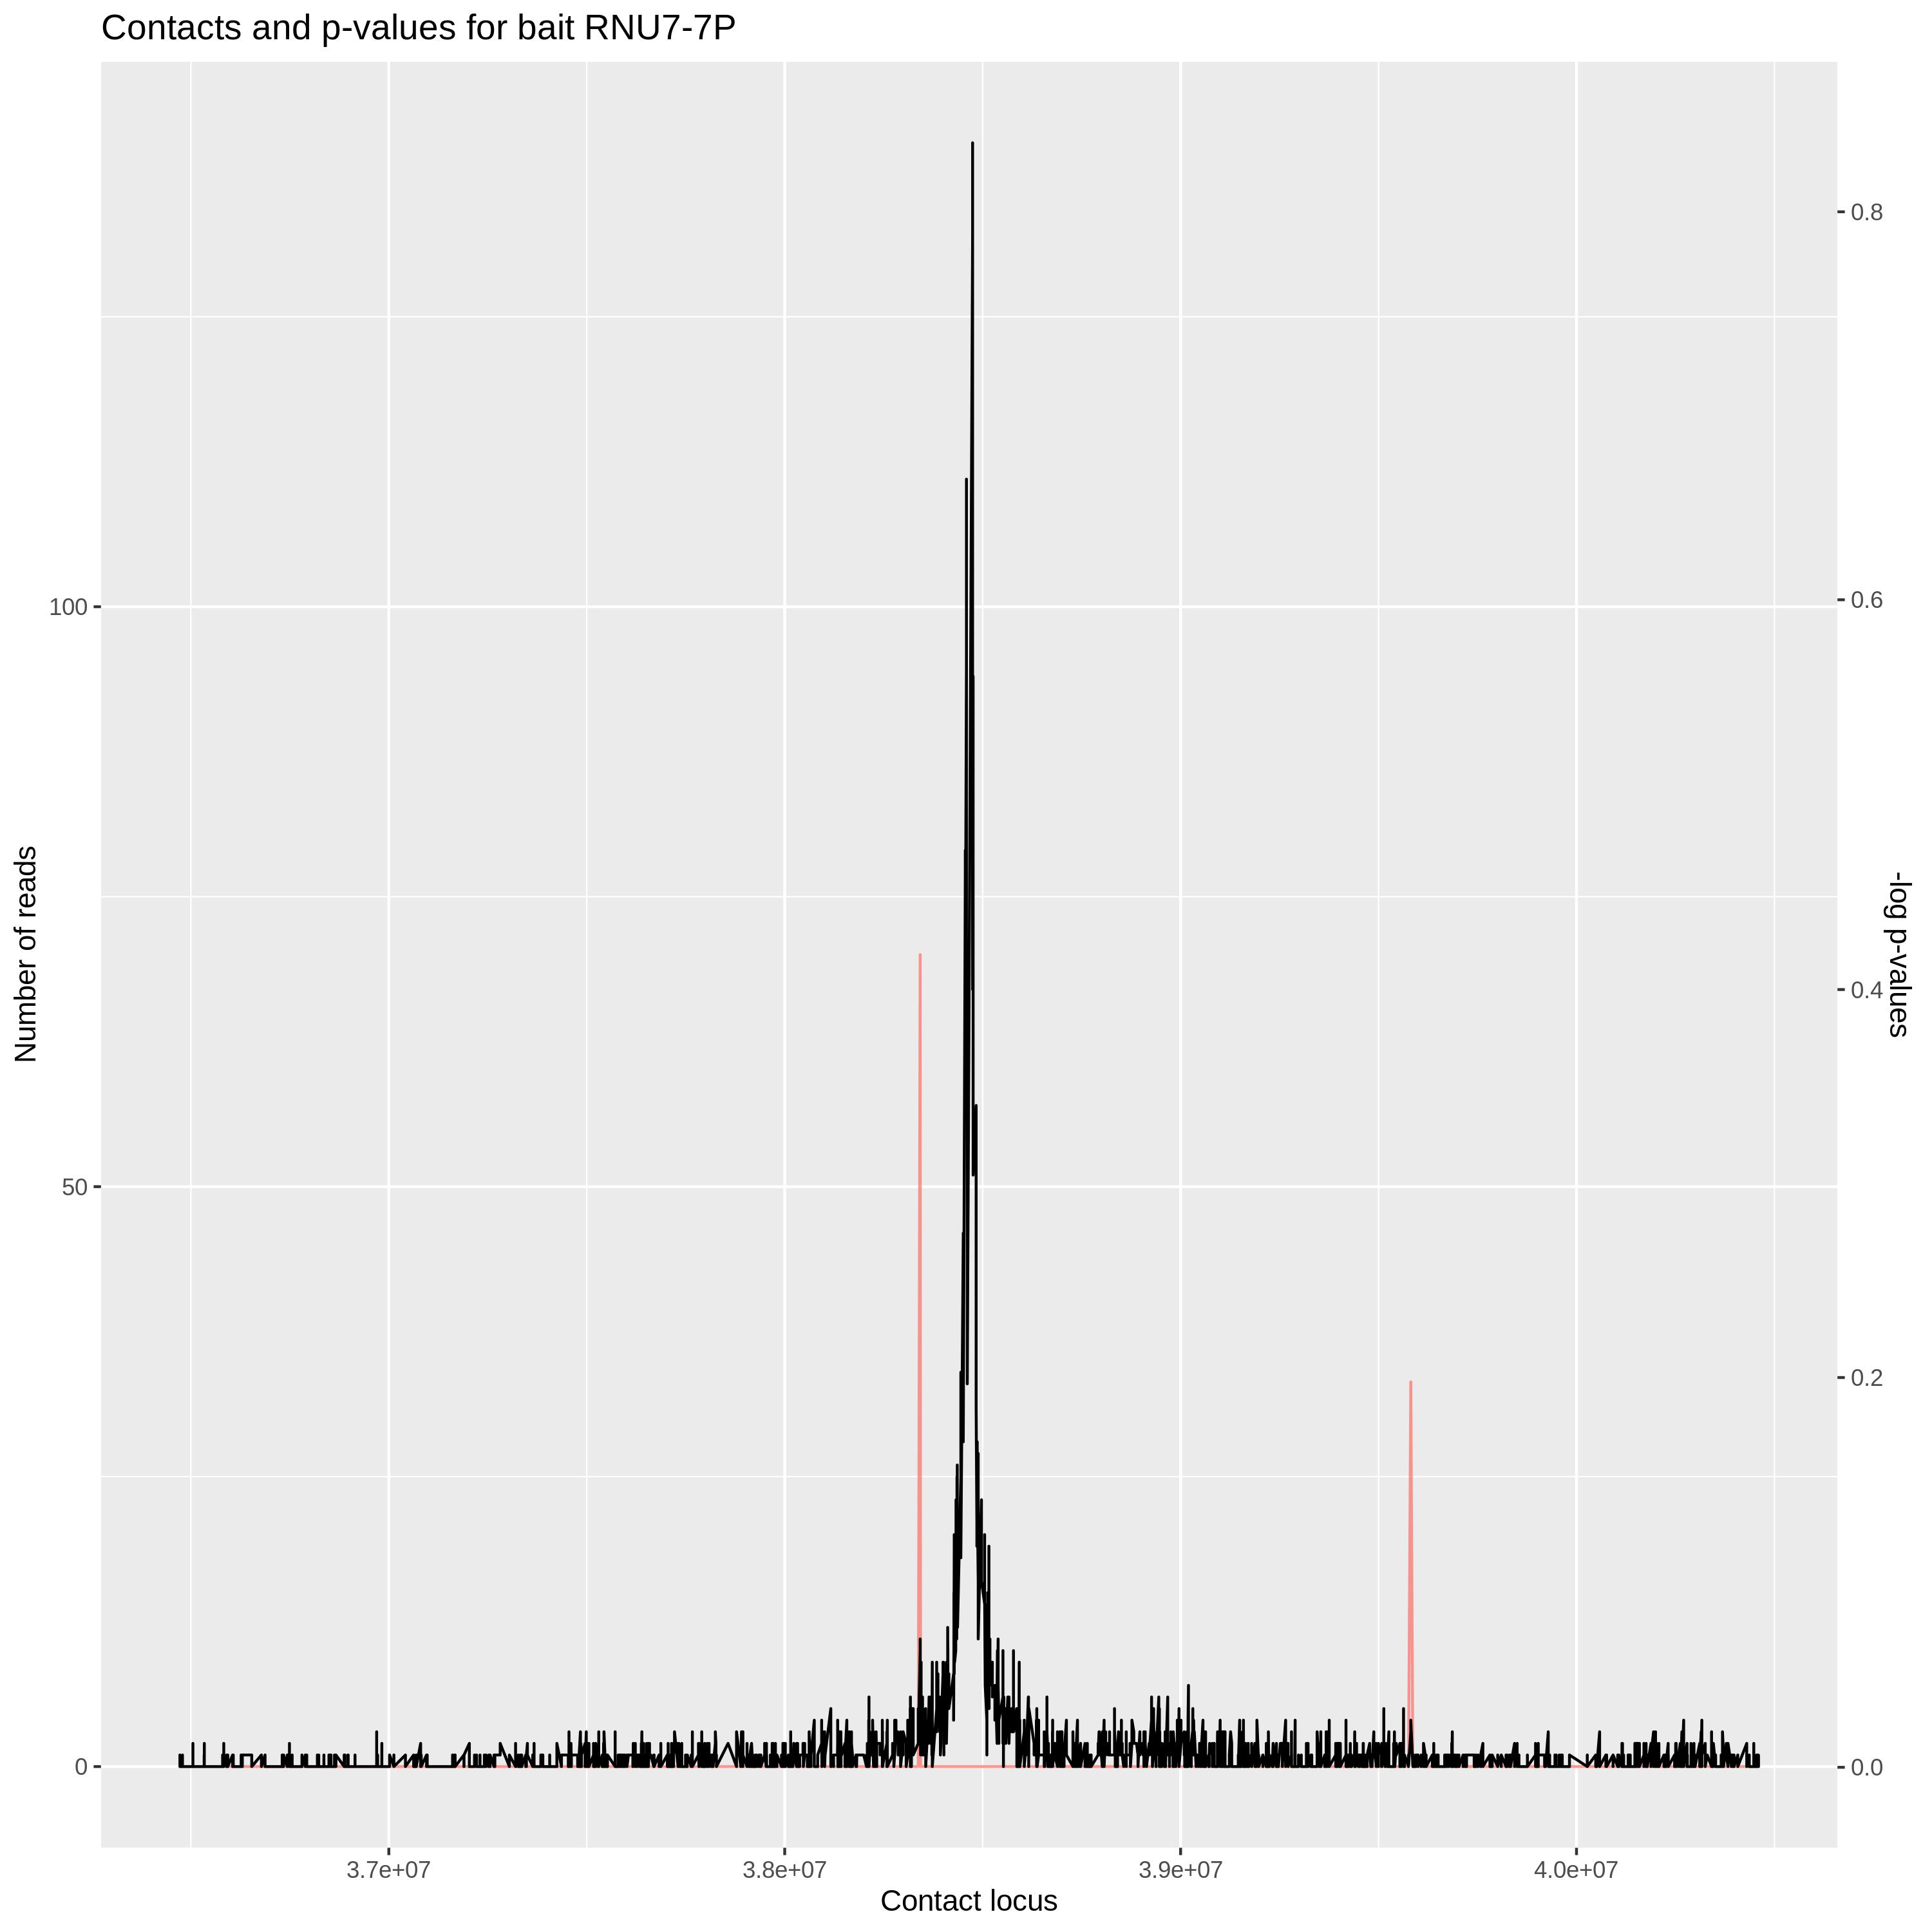 Contacts and p-values for bait RNU7-7P
Number of reads
100
50
0
0.8
0.6
0.4
0.2
0.0
-log p-values
3.7e+07
3.8e+07
3.9e+07
4.0e+07
Contact locus